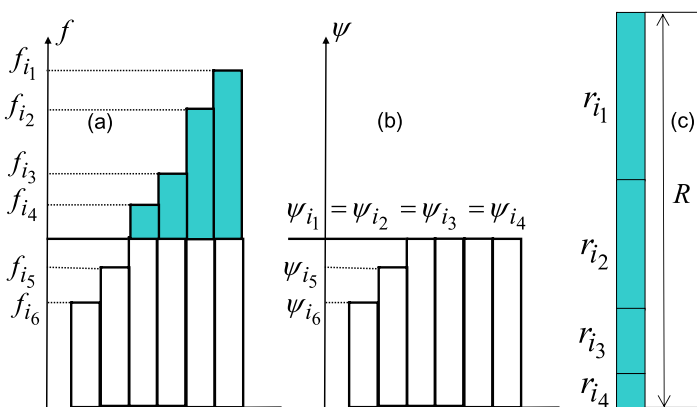 f
f_{i_1}
f_{i_2}
(a)
f_{i_3}
f_{i_4}
f_{i_5}
f_{i_6}
ψ
(b)
ψ_{i_1} = ψ_{i_2} = ψ_{i_3} = ψ_{i_4}
ψ_{i_5}
ψ_{i_6}
r_{i_1}
(c)
R
r_{i_2}
r_{i_3}
r_{i_4}